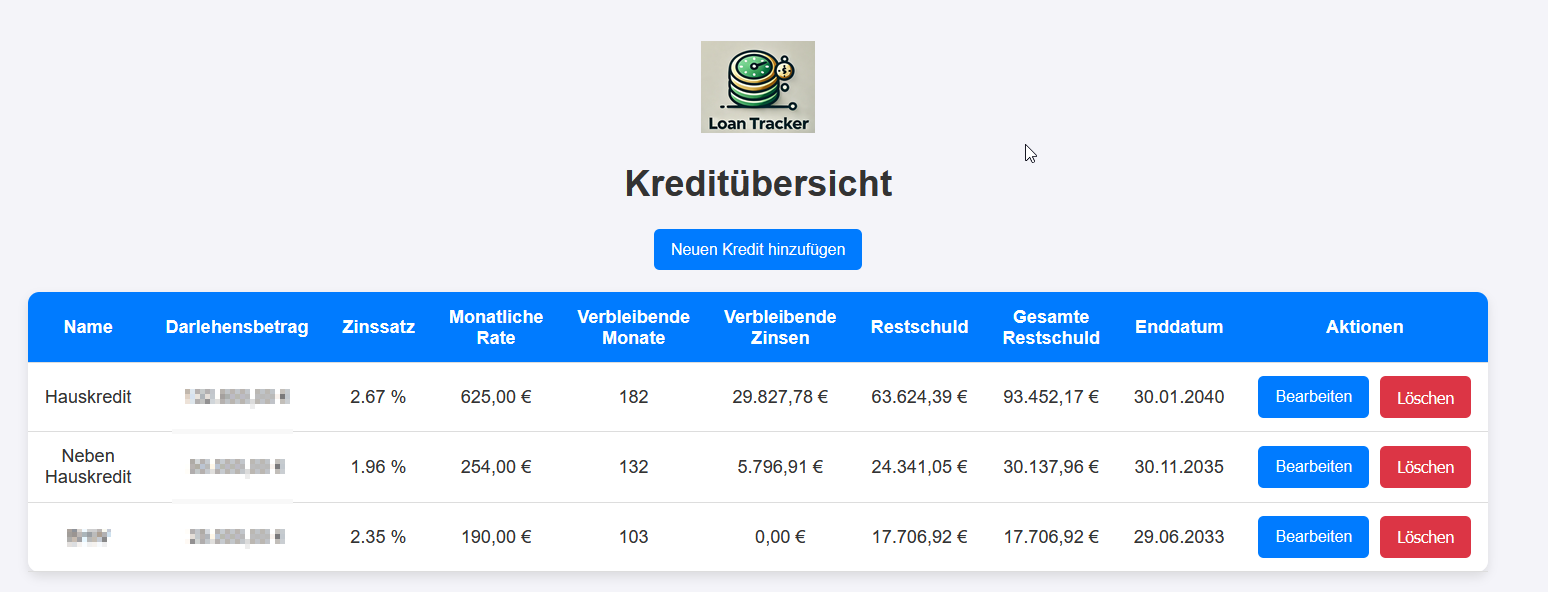 Loan Tracker
Kreditübersicht
Neuen Kredit hinzufügen
Name Darlehensbetrag Zinssatz Monatliche Rate Verbleibende Monate Verbleibende Zinsen Restschuld Gesamte Restschuld Enddatum Aktionen
Hauskredit 2.67 % 625,00 € 182 29.827,78 € 63.624,39 € 93.452,17 € 30.01.2040 Bearbeiten Löschen
Neben Hauskredit 1.96 % 254,00 € 132 5.796,91 € 24.341,05 € 30.137,96 € 30.11.2035 Bearbeiten Löschen
2.35 % 190,00 € 103 0,00 € 17.706,92 € 17.706,92 € 29.06.2033 Bearbeiten Löschen